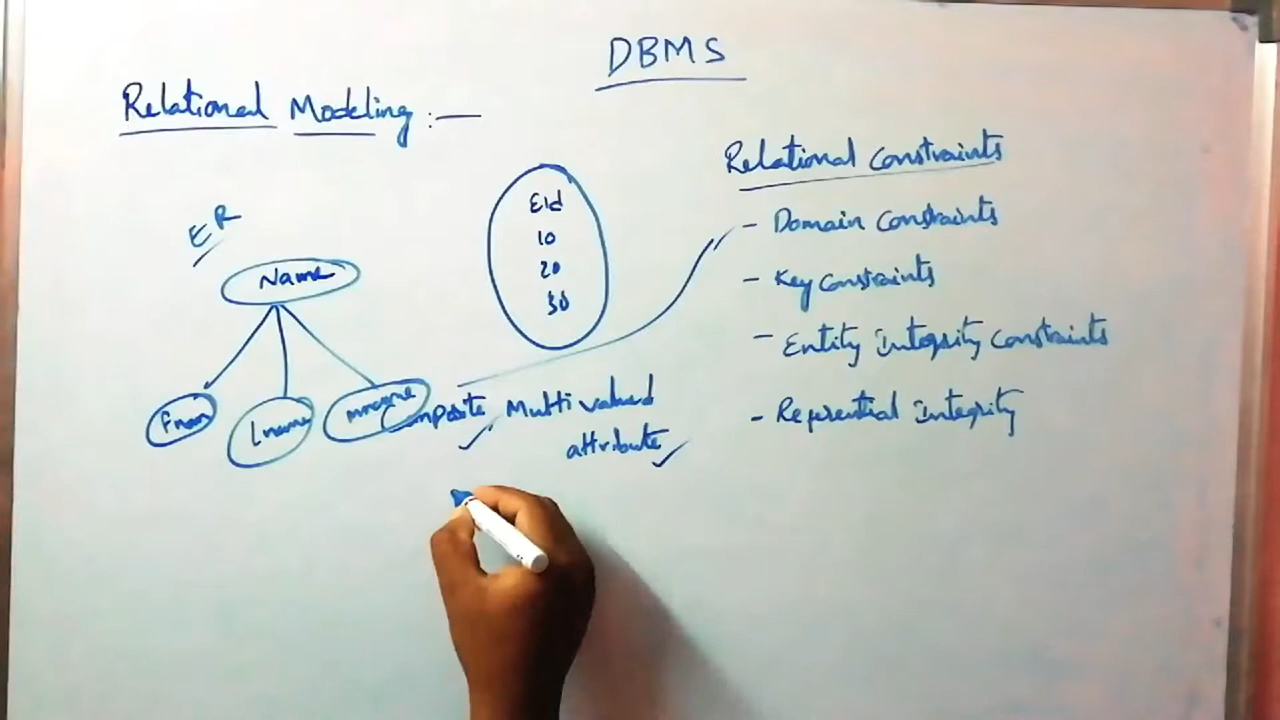 DBMS
Relational Modeling :—
Relational Constraints
- Domain Constraints
- Key constraints
- Entity Integrity Constraints
- Referential Integrity
ER
Name
Lname
Eid
10
20
30
Composite, Multivalued
attribute